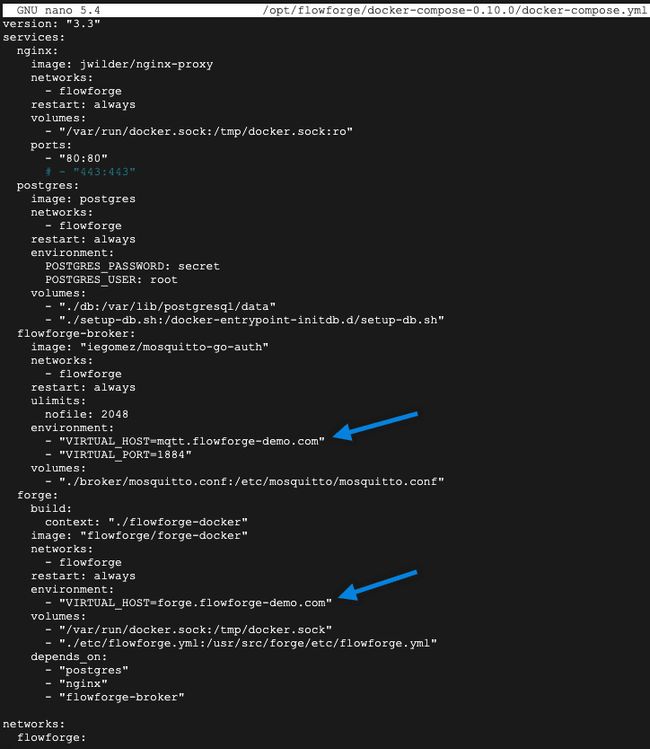 GNU nano 5.4 /opt/flowforge/docker-compose-0.10.0/docker-compose.yml
version: "3.3"
services:
  nginx:
    image: jwilder/nginx-proxy
    networks:
      - flowforge
    restart: always
    volumes:
      - "/var/run/docker.sock:/tmp/docker.sock:ro"
    ports:
      - "80:80"
      # - "443:443"
  postgres:
    image: postgres
    networks:
      - flowforge
    restart: always
    environment:
      POSTGRES_PASSWORD: secret
      POSTGRES_USER: root
    volumes:
      - "./db:/var/lib/postgresql/data"
      - "./setup-db.sh:/docker-entrypoint-initdb.d/setup-db.sh"
  flowforge-broker:
    image: "iegomez/mosquitto-go-auth"
    networks:
      - flowforge
    restart: always
    ulimits:
      nofile: 2048
    environment:
      - "VIRTUAL_HOST=mqtt.flowforge-demo.com"
      - "VIRTUAL_PORT=1884"
    volumes:
      - "./broker/mosquitto.conf:/etc/mosquitto/mosquitto.conf"
  forge:
    build:
      context: "./flowforge-docker"
    image: "flowforge/forge-docker"
    networks:
      - flowforge
    restart: always
    environment:
      - "VIRTUAL_HOST=forge.flowforge-demo.com"
    volumes:
      - "/var/run/docker.sock:/tmp/docker.sock"
      - "./etc/flowforge.yml:/usr/src/forge/etc/flowforge.yml"
    depends_on:
      - "postgres"
      - "nginx"
      - "flowforge-broker"

networks:
  flowforge: